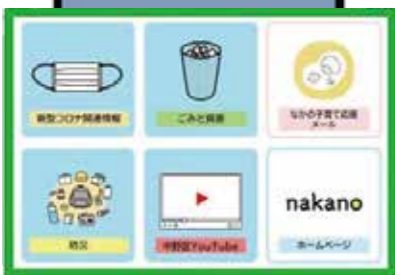 新型コロナ関連情報
ごみと資源
なかの子育て応援
メール
防災
中野区YouTube
nakano
ホームページ